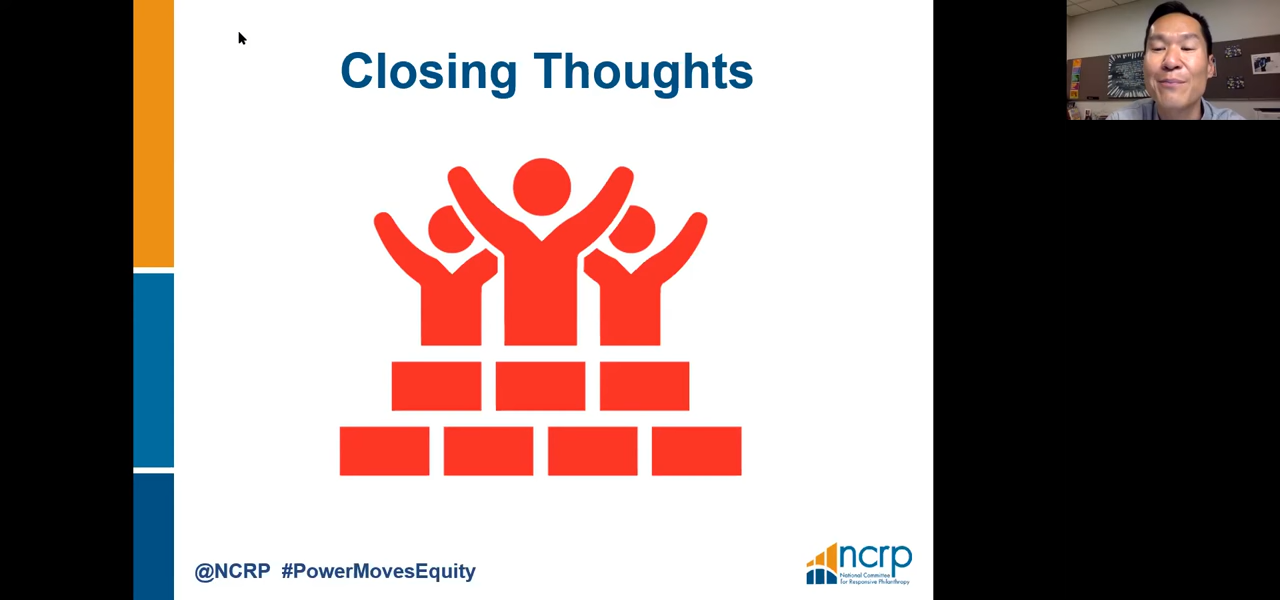 Closing Thoughts
@NCRP #PowerMovesEquity
ncrp
National Committee
for Responsive Philanthropy